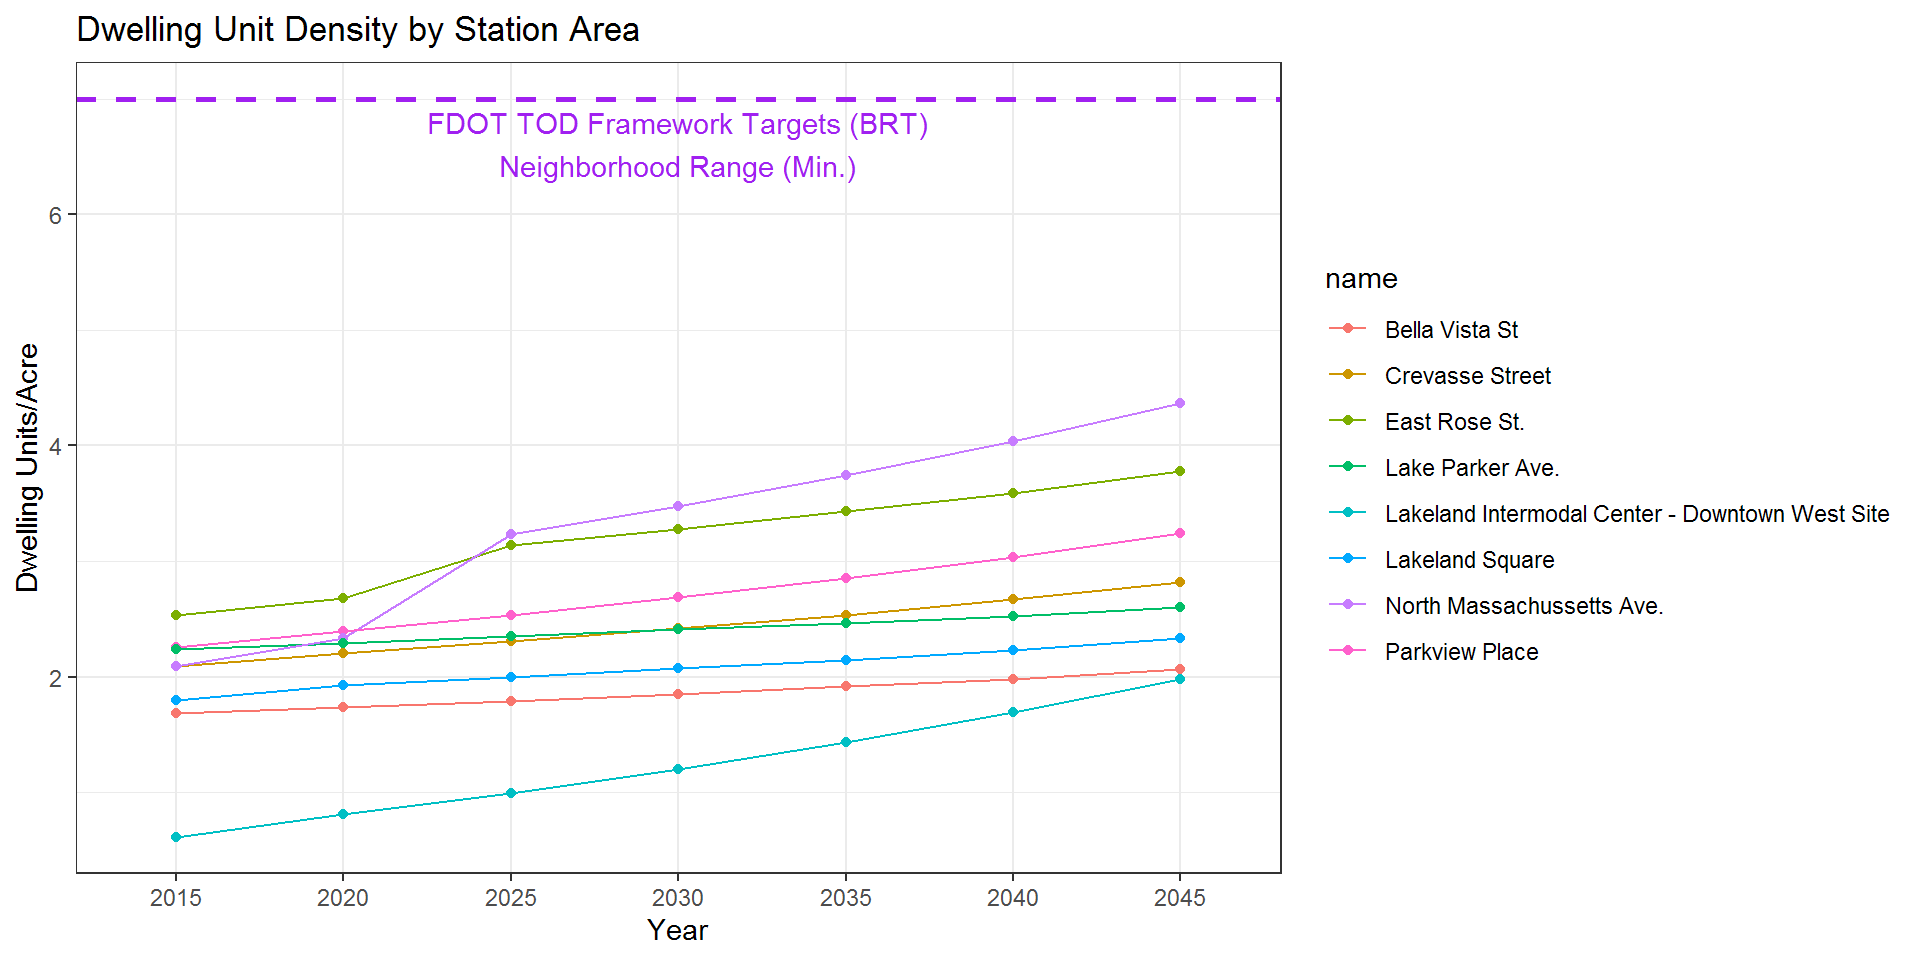 Dwelling Unit Density by Station Area
FDOT TOD Framework Targets (BRT)
Neighborhood Range (Min.)
6
4
2
Dwelling Units/Acre
2015 2020 2025 2030 2035 2040 2045
Year
name
Bella Vista St
Crevasse Street
East Rose St.
Lake Parker Ave.
Lakeland Intermodal Center - Downtown West Site
Lakeland Square
North Massachussetts Ave.
Parkview Place